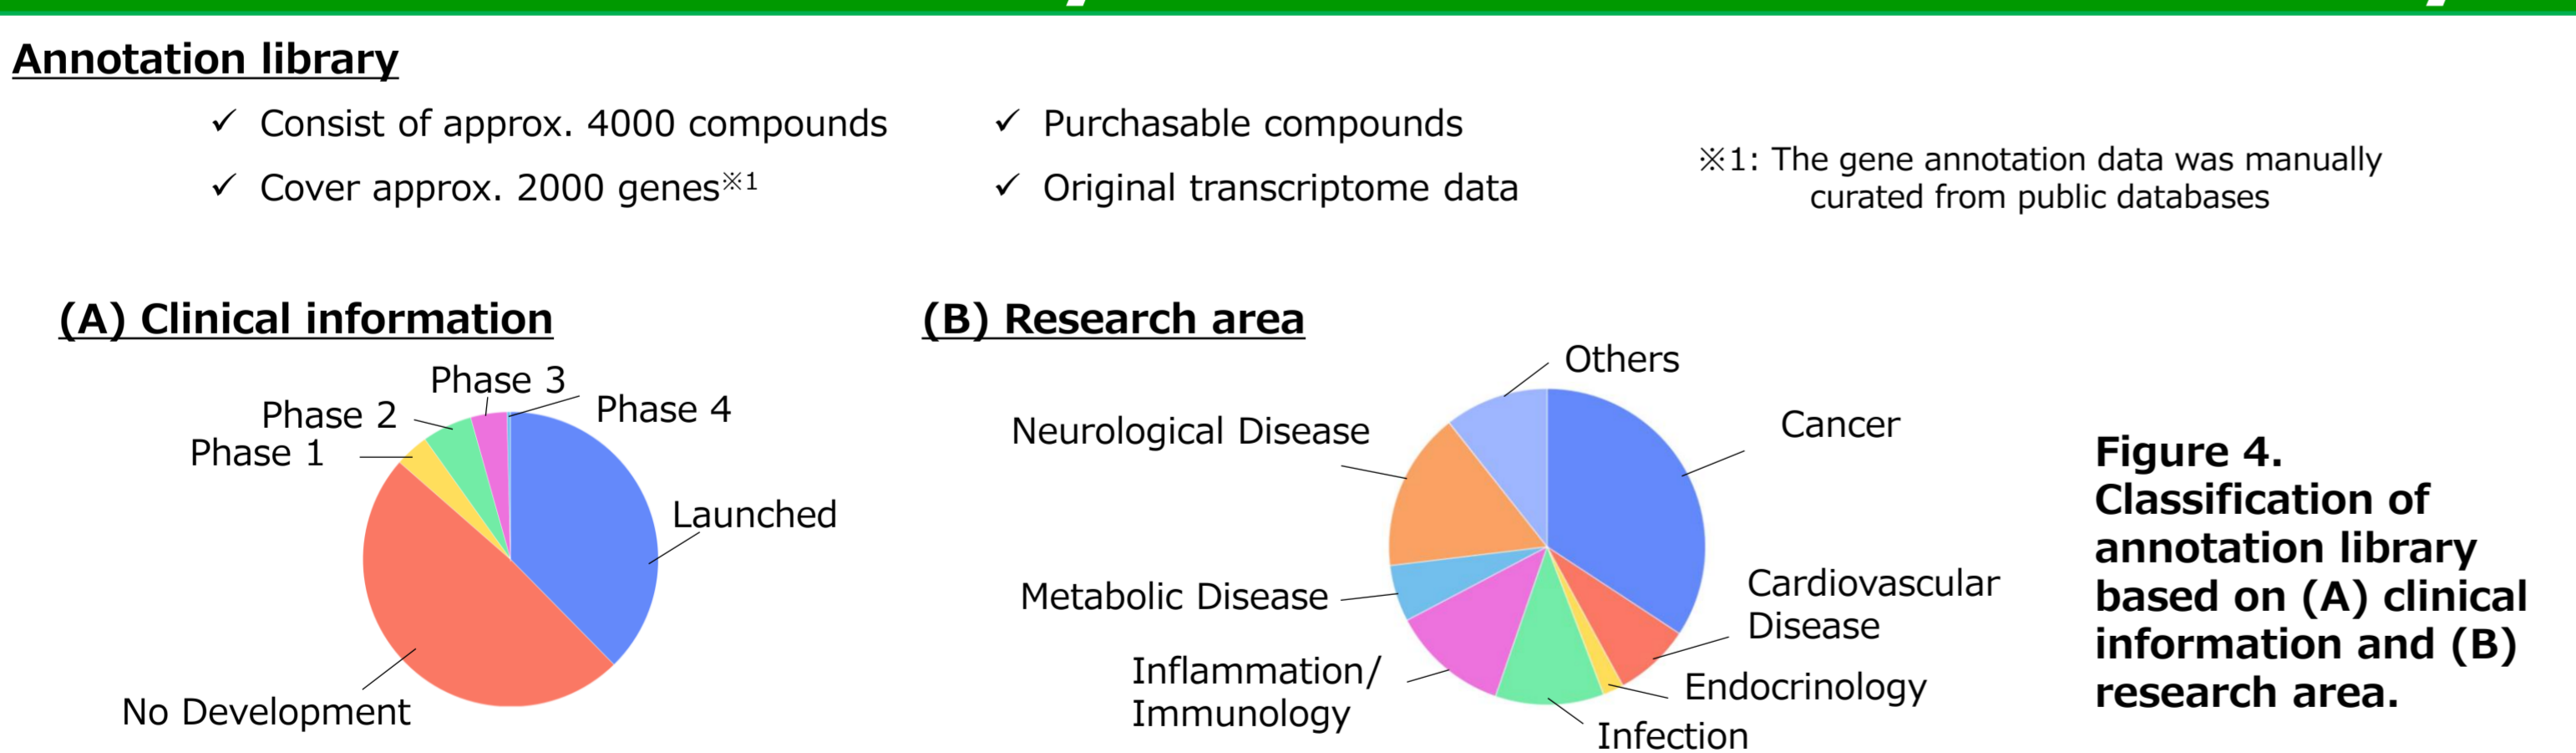 Annotation library
✓ Consist of approx. 4000 compounds
✓ Cover approx. 2000 genes※1
✓ Purchasable compounds
✓ Original transcriptome data
※1: The gene annotation data was manually
curated from public databases
(A) Clinical information
Phase 3
Phase 4
Phase 2
Phase 1
Launched
No Development
(B) Research area
Others
Cancer
Neurological Disease
Cardiovascular
Disease
Metabolic Disease
Inflammation/
Immunology
Endocrinology
Infection
Figure 4.
Classification of
annotation library
based on (A) clinical
information and (B)
research area.